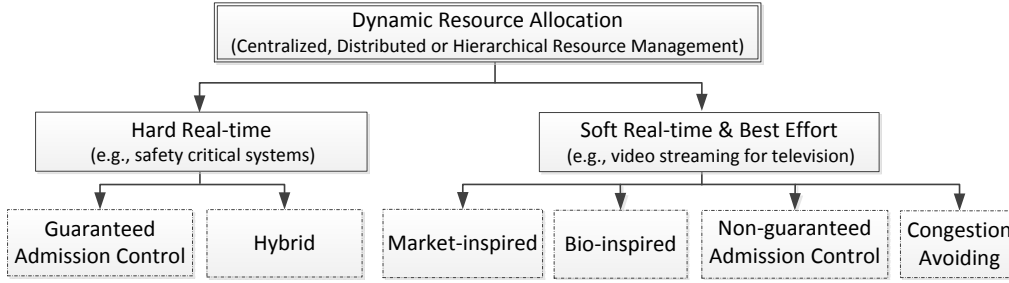 Dynamic Resource Allocation
(Centralized, Distributed or Hierarchical Resource Management)
Hard Real-time
(e.g., safety critical systems)
Soft Real-time & Best Effort
(e.g., video streaming for television)
Guaranteed
Admission Control
Hybrid
Market-inspired
Bio-inspired
Non-guaranteed
Admission Control
Congestion
Avoiding